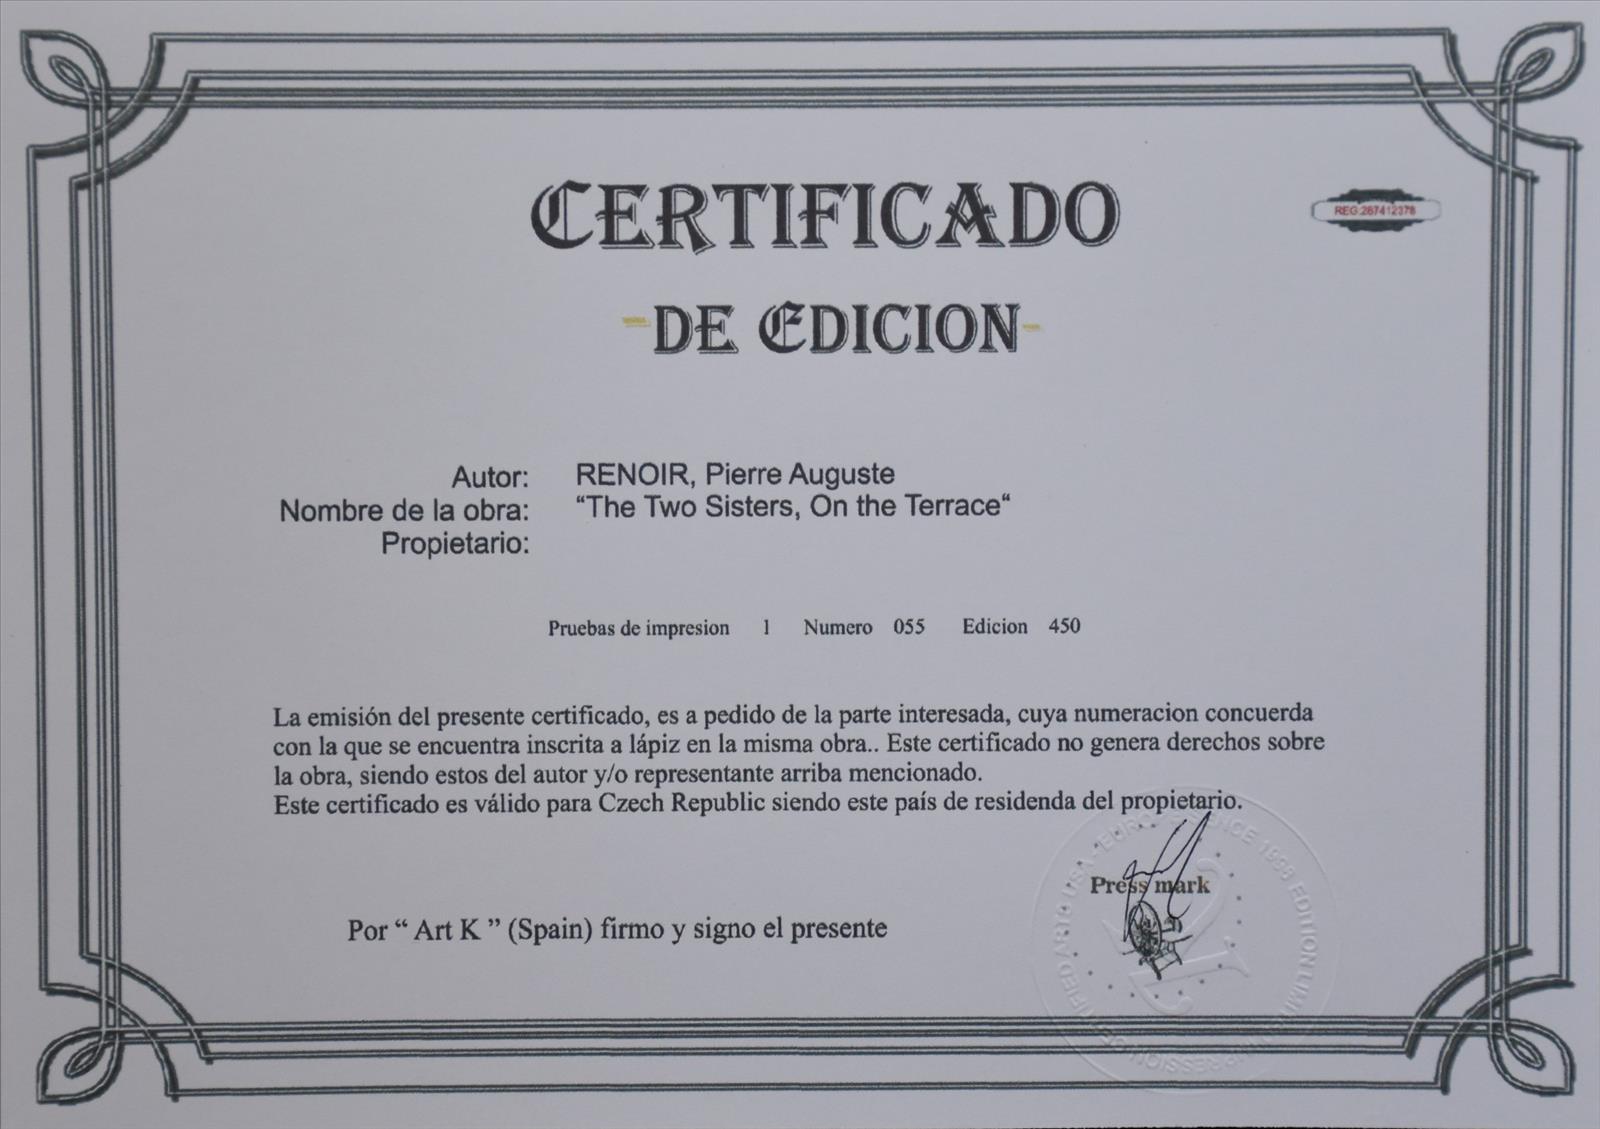 CERTIFICADO
REG:267412378
DE EDICION
Autor: RENOIR, Pierre Auguste
Nombre de la obra: “The Two Sisters, On the Terrace“
Propietario:
Pruebas de impresion 1 Numero 055 Edicion 450
La emisión del presente certificado, es a pedido de la parte interesada, cuya numeracion concuerda
con la que se encuentra inscrita a lápiz en la misma obra.. Este certificado no genera derechos sobre
la obra, siendo estos del autor y/o representante arriba mencionado.
Este certificado es válido para Czech Republic siendo este país de residenda del propietario.
Press mark
Por “ Art K ” (Spain) firmo y signo el presente